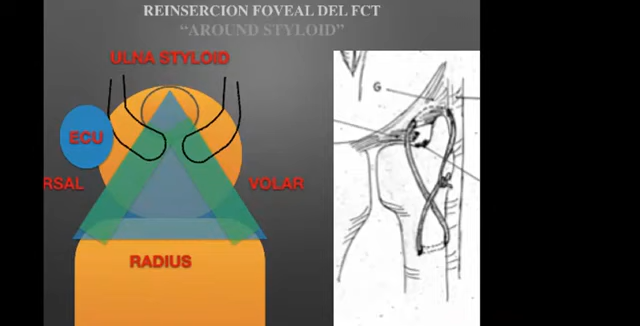 REINSERCION FOVEAL DEL FCT
“AROUND STYLOID”
ULNA STYLOID
ECU
RSAL
VOLAR
RADIUS
G